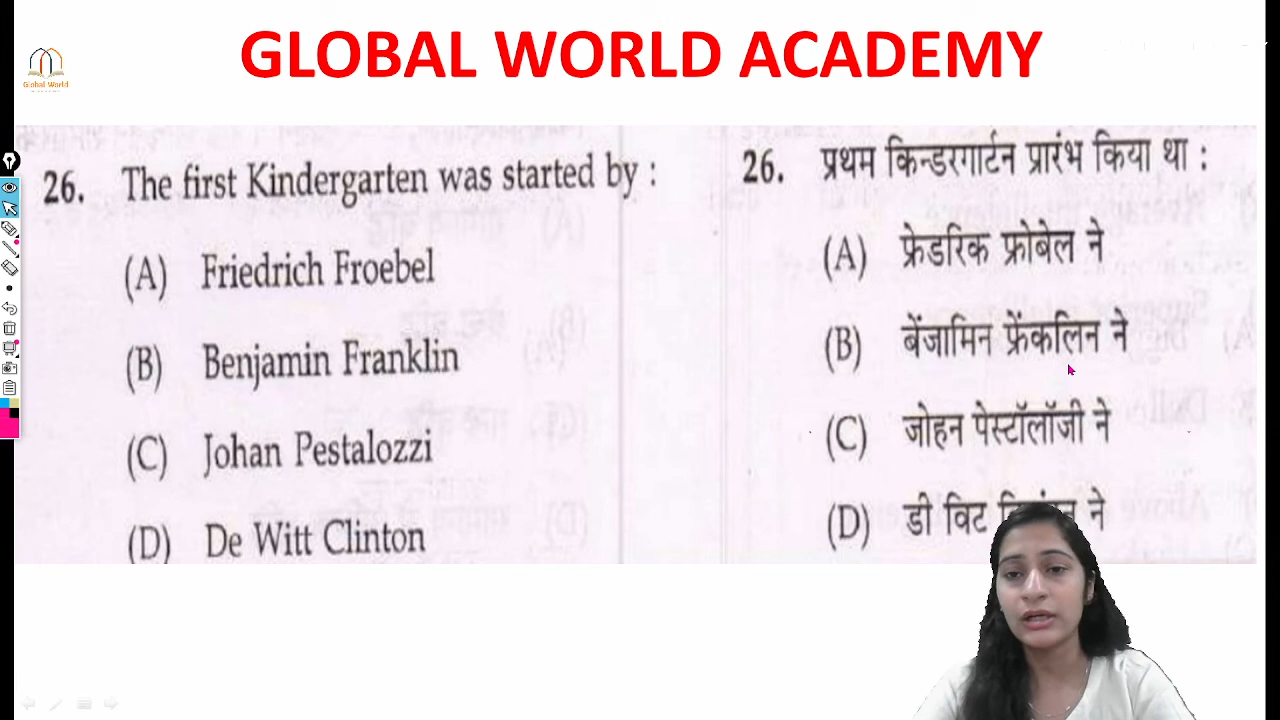 GLOBAL WORLD ACADEMY
Global World
26. The first Kindergarten was started by :
(A) Friedrich Froebel
(B) Benjamin Franklin
(C) Johan Pestalozzi
(D) De Witt Clinton
26. प्रथम किन्डरगार्टन प्रारंभ किया था :
(A) फ्रेडरिक फ्रोबेल ने
(B) बेंजामिन फ्रेंकलिन ने
(C) जोहन पेस्टॉलॉजी ने
(D) डी विट ने